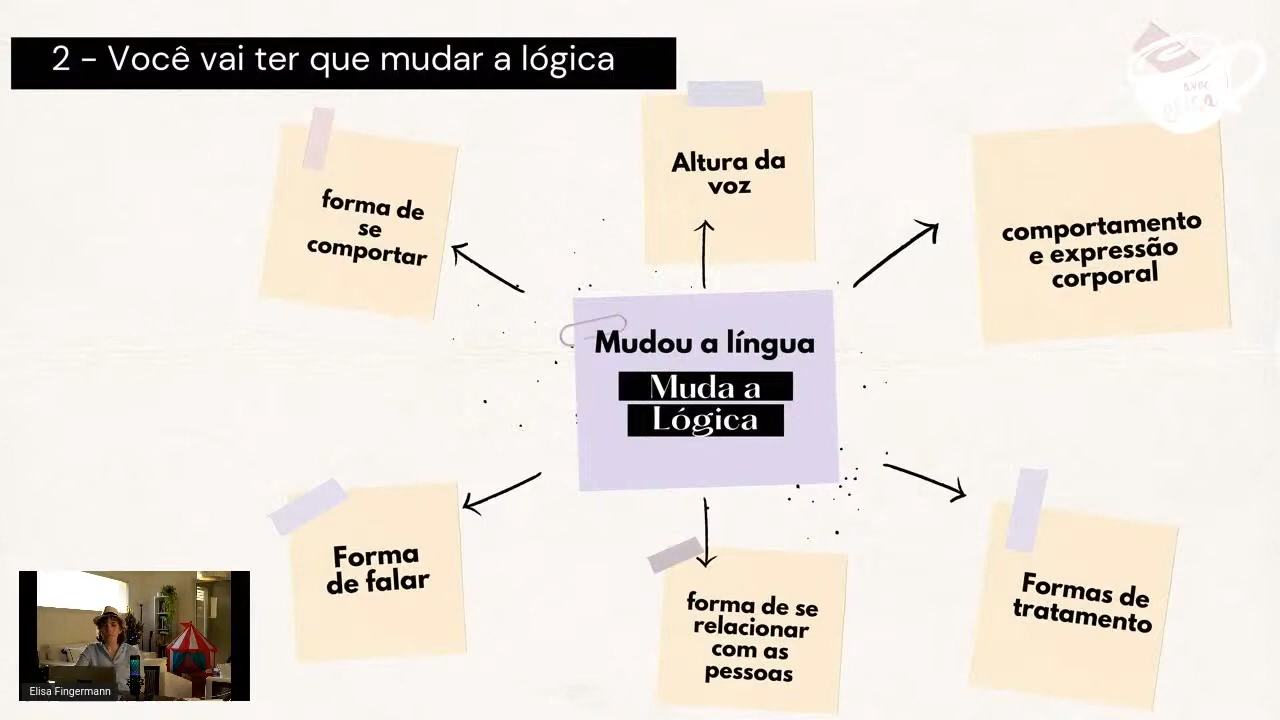 2 - Você vai ter que mudar a lógica
forma de
se
comportar
Altura da
voz
comportamento
e expressão
corporal
Mudou a língua
Muda a
Lógica
Forma
de falar
forma de se
relacionar
com as
pessoas
Formas de
tratamento
Elisa Fingermann